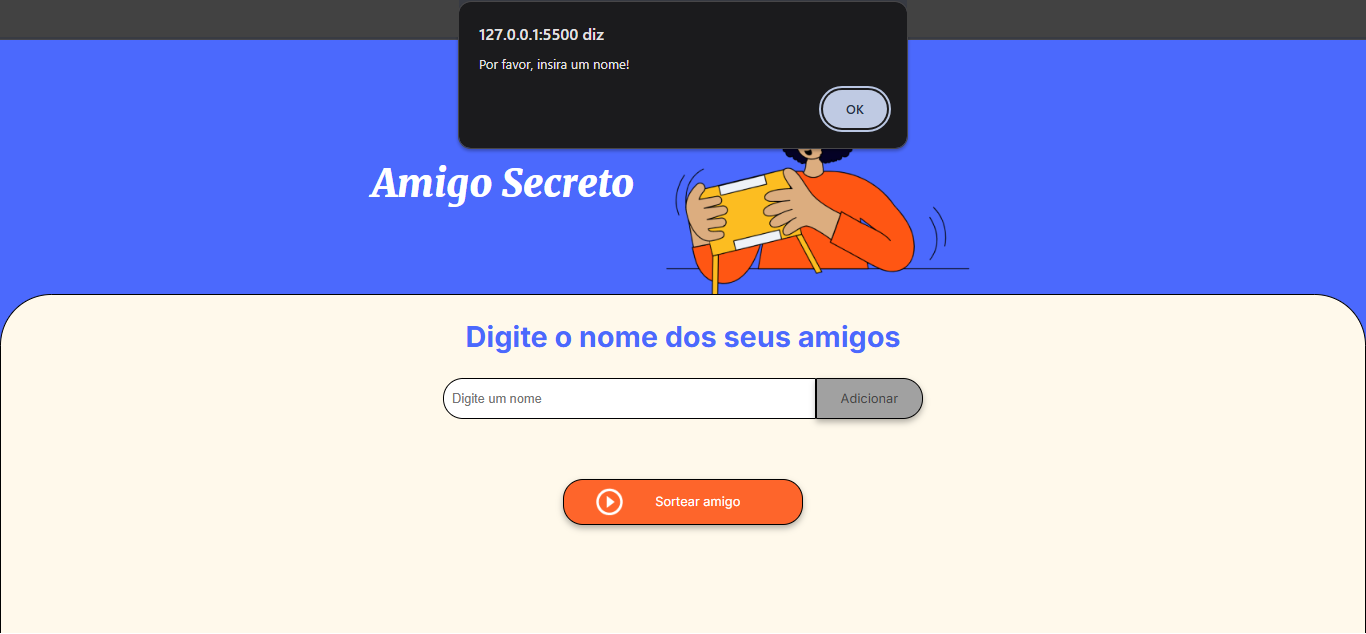 127.0.0.1:5500 diz
Por favor, insira um nome!
OK
Amigo Secreto
Digite o nome dos seus amigos
Digite um nome
Adicionar
Sortear amigo